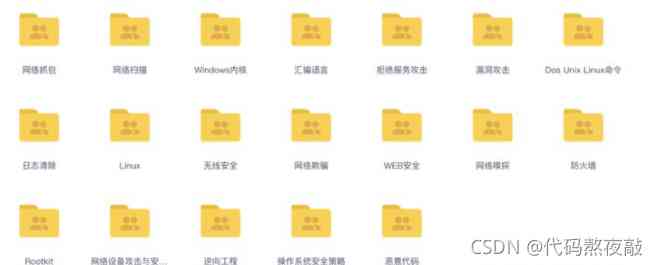 网络抓包
网络扫描
Windows内核
汇编语言
拒绝服务攻击
漏洞攻击
Dos Unix Linux命令
日志清除
Linux
无线安全
网络欺骗
WEB安全
网络嗅探
防火墙
Rootkit
网络设备攻击与安...
逆向工程
操作系统安全策略
恶意代码
CSDN @代码熬夜敲